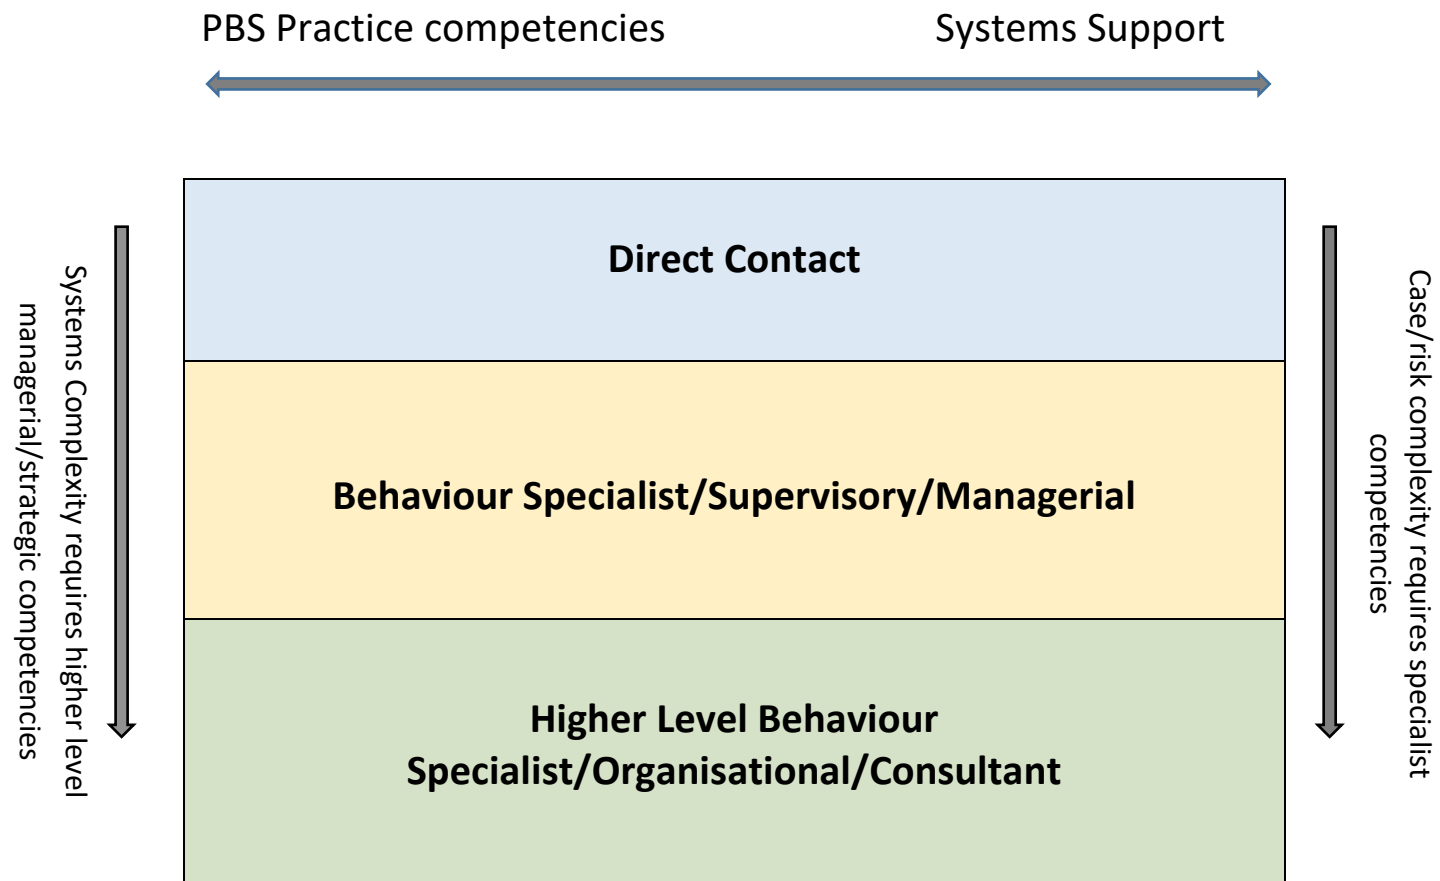 PBS Practice competencies
Systems Support
Direct Contact
Behaviour Specialist/Supervisory/Managerial
Higher Level Behaviour
Specialist/Organisational/Consultant
Systems Complexity requires higher level
managerial/strategic competencies
Case/risk complexity requires specialist
competencies